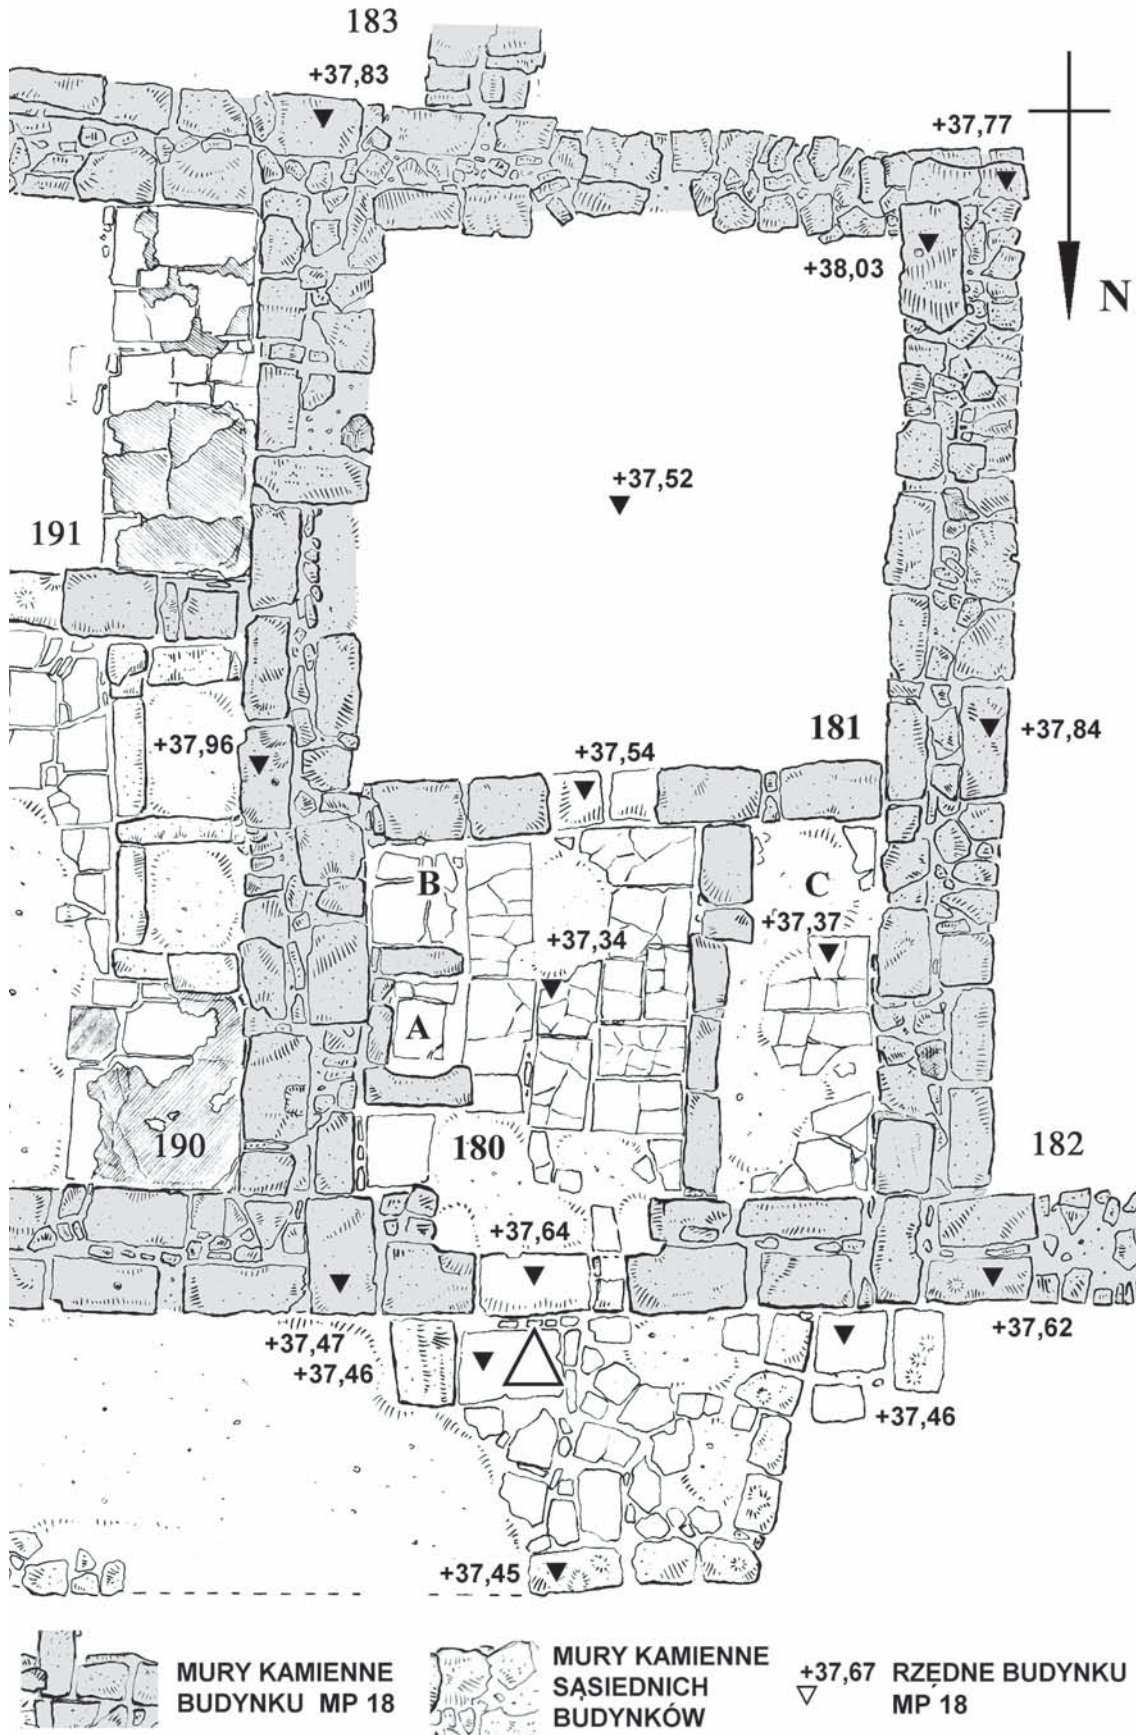 183
+37,83
+37,77
+38,03
N
+37,52
191
181
+37,96
+37,54
+37,84
B
C
+37,34
+37,37
A
190
180
182
+37,64
+37,47
+37,46
+37,62
+37,46
+37,45
MURY KAMIENNE
BUDYNKU MP 18
MURY KAMIENNE
SĄSIEDNICH
BUDYNKÓW
+37,67
RZĘDNE BUDYNKU
MP 18